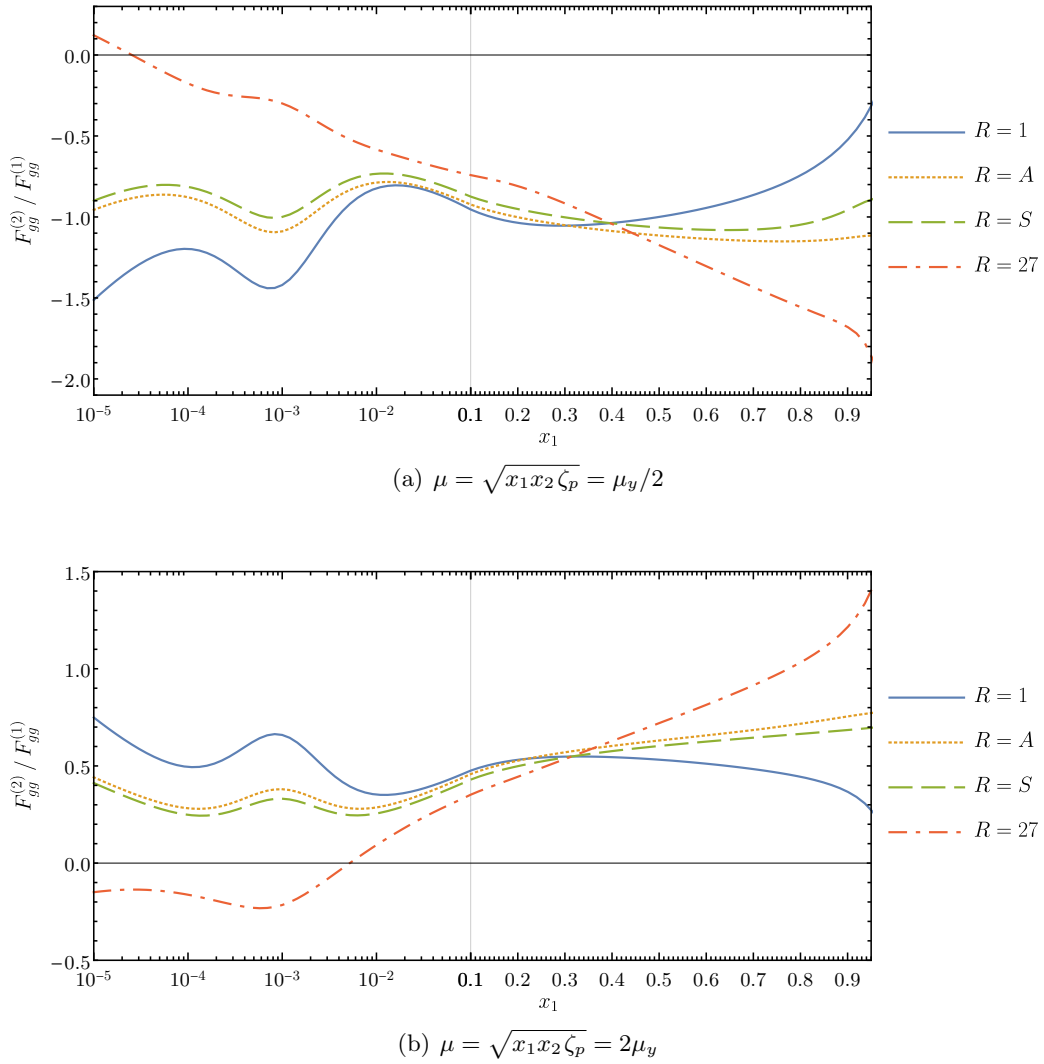 0.0
−0.5
−1.0
−1.5
−2.0
F_{gg}^{(2)} / F_{gg}^{(1)}
10^{−5} 10^{−4} 10^{−3} 10^{−2} 0.1 0.2 0.3 0.4 0.5 0.6 0.7 0.8 0.9
x_1
R = 1
R = A
R = S
R = 27
(a) μ = √(x_1 x_2 ζ_p) = μ_y/2
1.5
1.0
0.5
0.0
−0.5
F_{gg}^{(2)} / F_{gg}^{(1)}
10^{−5} 10^{−4} 10^{−3} 10^{−2} 0.1 0.2 0.3 0.4 0.5 0.6 0.7 0.8 0.9
x_1
R = 1
R = A
R = S
R = 27
(b) μ = √(x_1 x_2 ζ_p) = 2μ_y